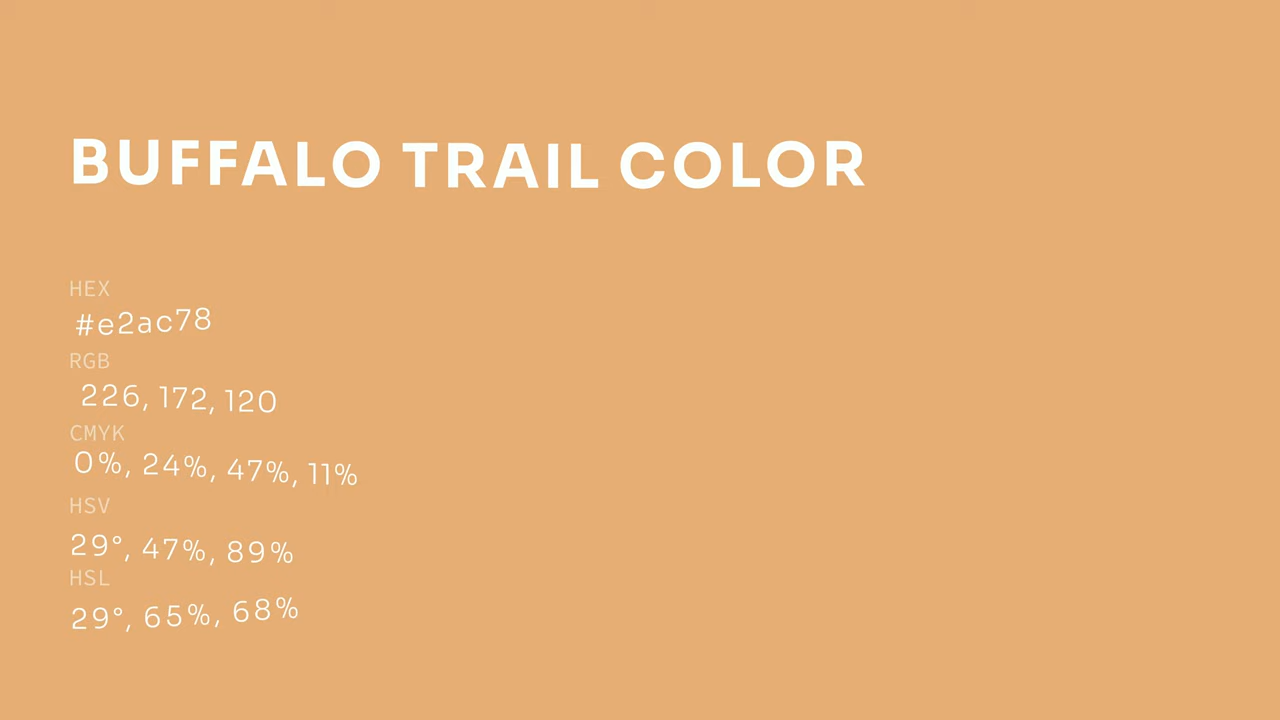 BUFFALO TRAIL COLOR
HEX
#e2ac78
RGB
226, 172, 120
CMYK
0%, 24%, 47%, 11%
HSV
29°, 47%, 89%
HSL
29°, 65%, 68%